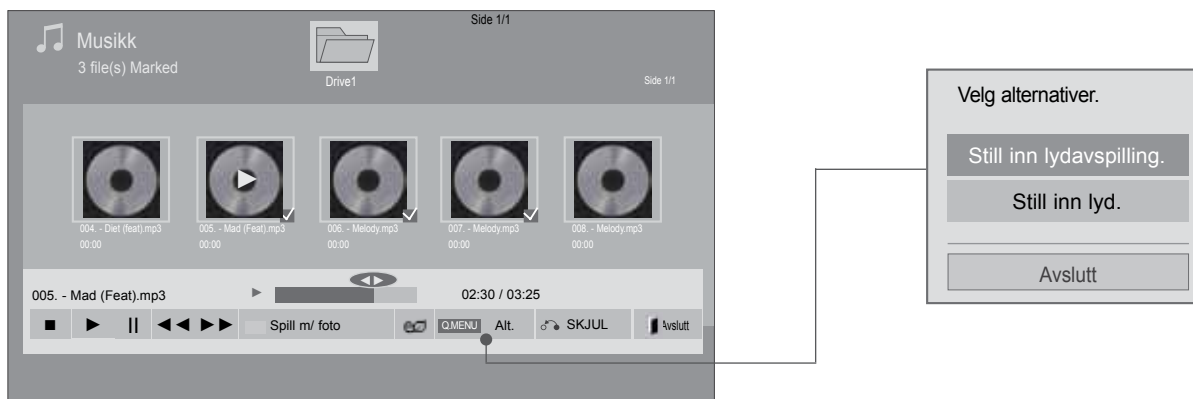 Side 1/1
Musikk
3 file(s) Marked
Drive1
Side 1/1
004. - Diet (feat).mp3
00:00
005. - Mad (Feat).mp3
00:00
006. - Melody.mp3
00:00
007. - Melody.mp3
00:00
008. - Melody.mp3
00:00
005. - Mad (Feat).mp3
02:30 / 03:25
Spill m/ foto
Q.MENU Alt.
SKJUL
Avslutt
Velg alternativer.
Still inn lydavspilling.
Still inn lyd.
Avslutt